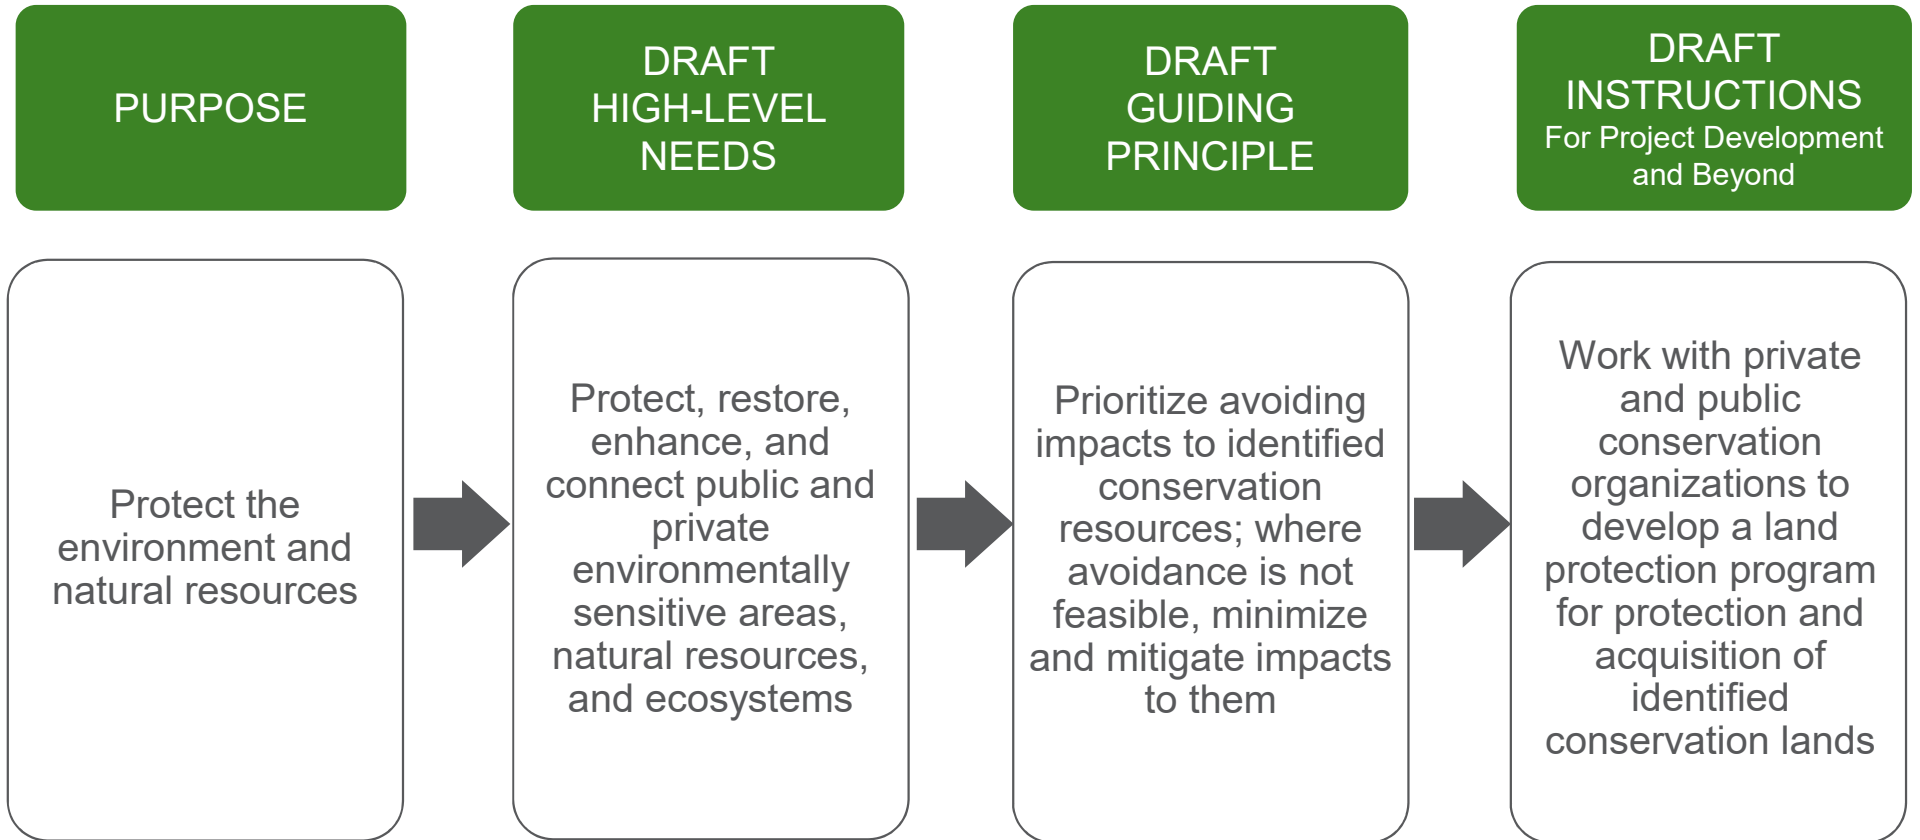 PURPOSE
DRAFT
HIGH-LEVEL
NEEDS
DRAFT
GUIDING
PRINCIPLE
DRAFT
INSTRUCTIONS
For Project Development
and Beyond
Protect the
environment and
natural resources
Protect, restore,
enhance, and
connect public and
private
environmentally
sensitive areas,
natural resources,
and ecosystems
Prioritize avoiding
impacts to identified
conservation
resources; where
avoidance is not
feasible, minimize
and mitigate impacts
to them
Work with private
and public
conservation
organizations to
develop a land
protection program
for protection and
acquisition of
identified
conservation lands